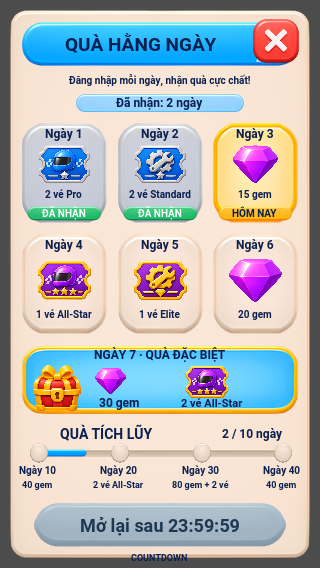 QUÀ HẰNG NGÀY
Đăng nhập mỗi ngày, nhận quà cực chất!
Đã nhận: 2 ngày
Ngày 1
Ngày 2
Ngày 3
2 vé Pro
2 vé Standard
15 gem
ĐÃ NHẬN
ĐÃ NHẬN
HÔM NAY
Ngày 4
Ngày 5
Ngày 6
1 vé All-Star
1 vé Elite
20 gem
NGÀY 7 · QUÀ ĐẶC BIỆT
30 gem
2 vé All-Star
QUÀ TÍCH LŨY
2 / 10 ngày
Ngày 10
Ngày 20
Ngày 30
Ngày 40
40 gem
2 vé All-Star
80 gem + 2 vé
40 gem
Mở lại sau 23:59:59
COUNTDOWN